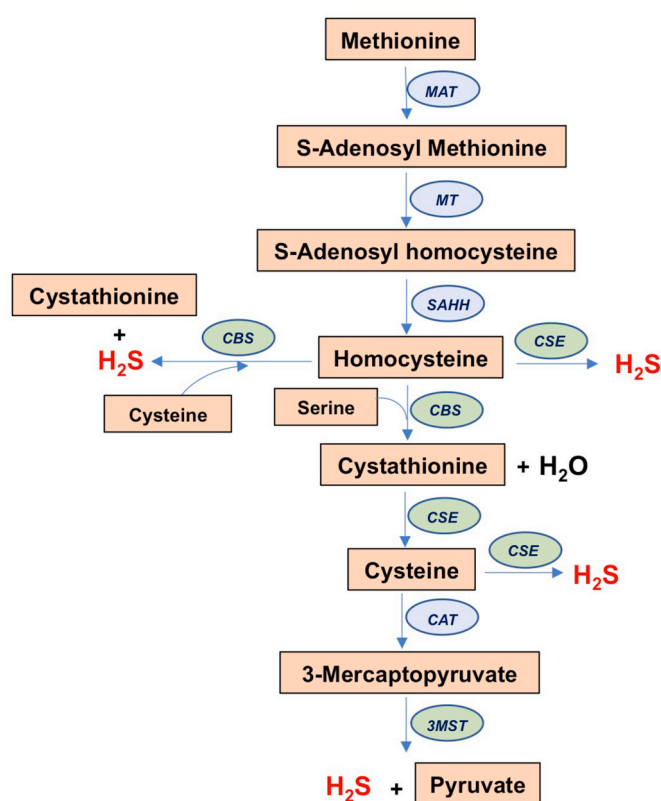 Methionine
MAT
S-Adenosyl Methionine
MT
S-Adenosyl homocysteine
SAHH
Cystathionine
+
H₂S
CBS
Homocysteine
CSE
H₂S
Cysteine
Serine
CBS
Cystathionine + H₂O
CSE
Cysteine
CSE
H₂S
CAT
3-Mercaptopyruvate
3MST
H₂S + Pyruvate